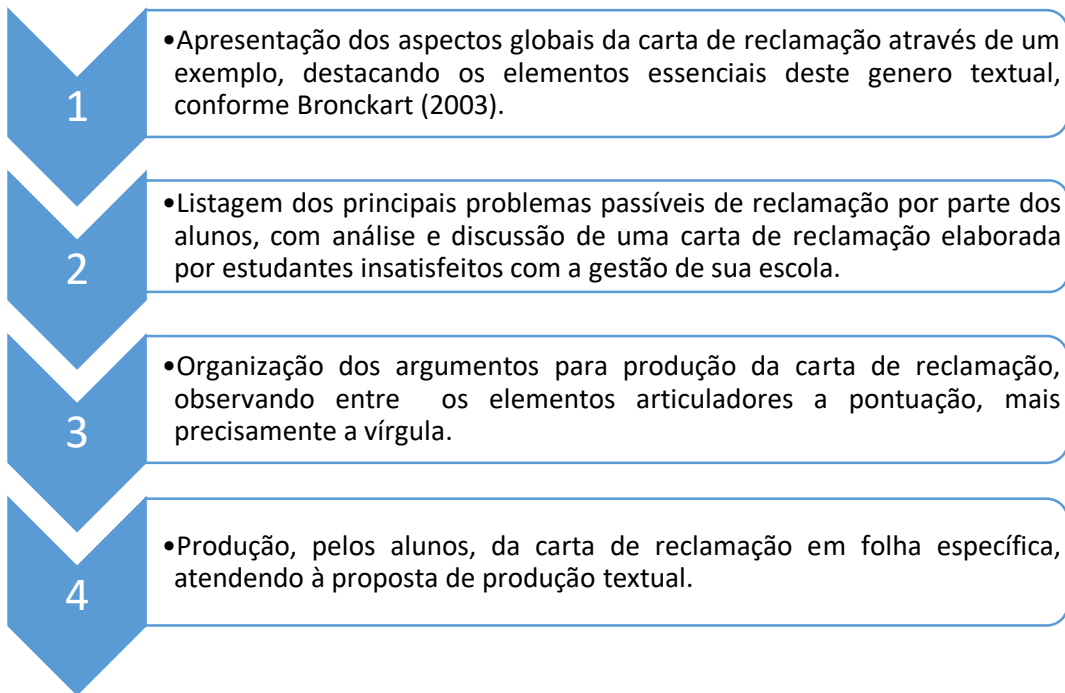 1
•Apresentação dos aspectos globais da carta de reclamação através de um
exemplo, destacando os elementos essenciais deste genero textual,
conforme Bronckart (2003).
2
•Listagem dos principais problemas passíveis de reclamação por parte dos
alunos, com análise e discussão de uma carta de reclamação elaborada
por estudantes insatisfeitos com a gestão de sua escola.
3
•Organização dos argumentos para produção da carta de reclamação,
observando entre os elementos articuladores a pontuação, mais
precisamente a vírgula.
4
•Produção, pelos alunos, da carta de reclamação em folha específica,
atendendo à proposta de produção textual.